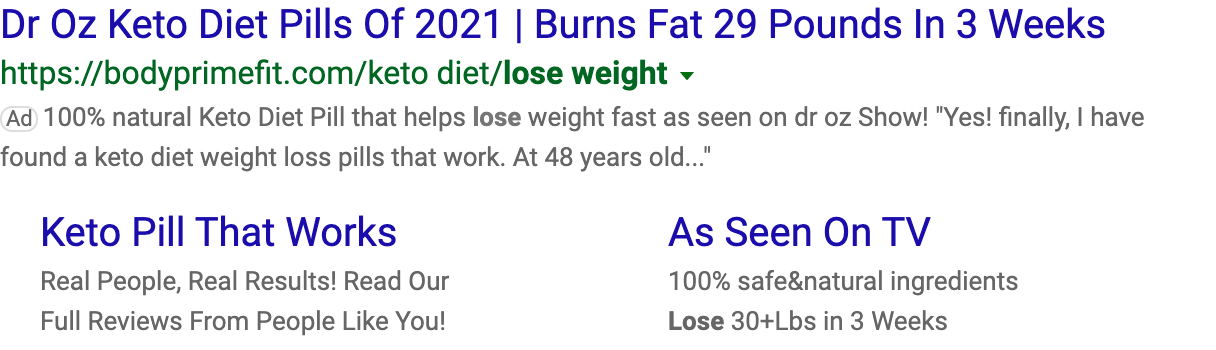 Dr Oz Keto Diet Pills Of 2021 | Burns Fat 29 Pounds In 3 Weeks
https://bodyprimefit.com/keto diet/lose weight
Ad 100% natural Keto Diet Pill that helps lose weight fast as seen on dr oz Show! "Yes! finally, I have
found a keto diet weight loss pills that work. At 48 years old..."
Keto Pill That Works
Real People, Real Results! Read Our
Full Reviews From People Like You!
As Seen On TV
100% safe&natural ingredients
Lose 30+Lbs in 3 Weeks